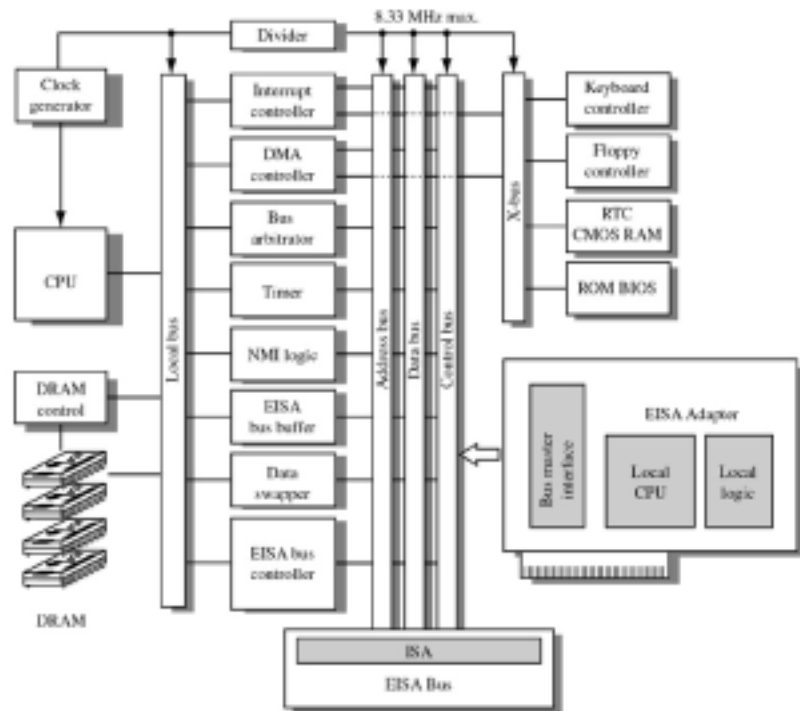 8.33 MHz max.
Divider
Clock
generator
Interrupt
controller
Keyboard
controller
DMA
controller
Floppy
controller
X-bus
Bus
arbitrator
RTC
CMOS RAM
CPU
Timer
ROM BIOS
Local bus
Address bus
Data bus
Control bus
NMI logic
DRAM
control
EISA
bus buffer
EISA Adaptor
Bus master
interface
Local
CPU
Local
logic
Data
swapper
EISA bus
controller
DRAM
ISA
EISA Bus